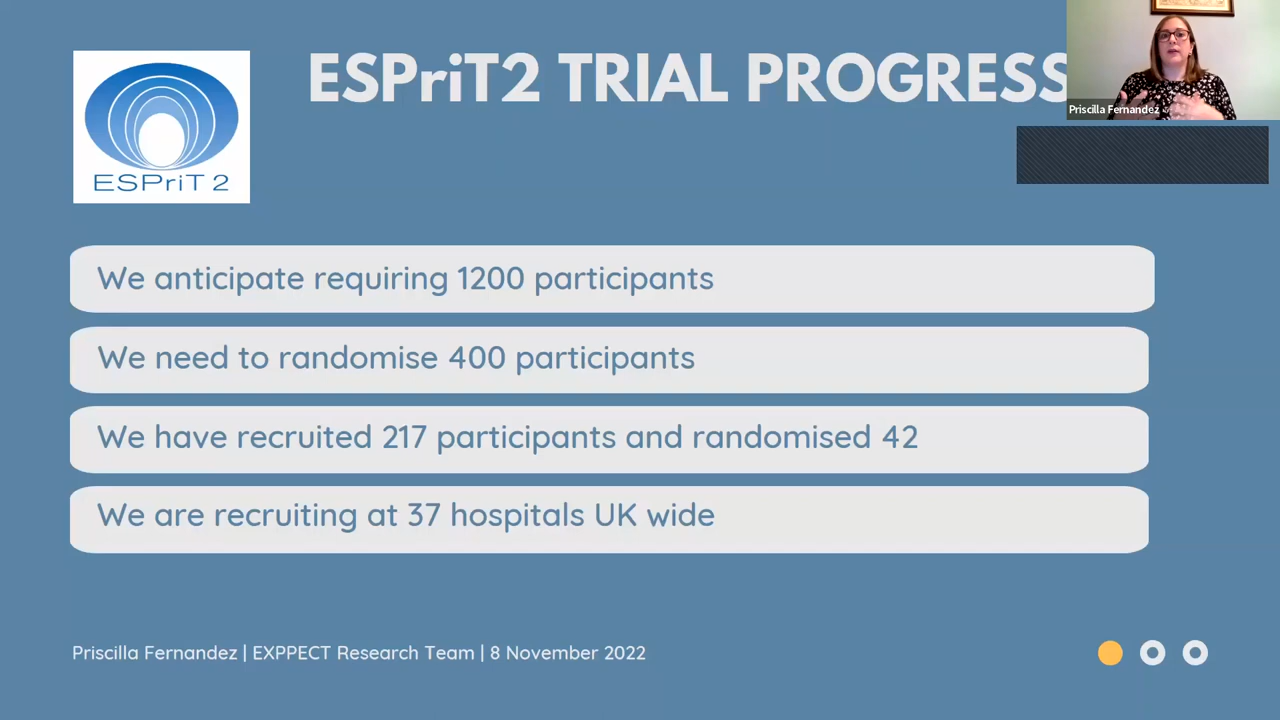 ESPriT2 TRIAL PROGRESS
Priscilla Fernandez
ESPriT 2
We anticipate requiring 1200 participants
We need to randomise 400 participants
We have recruited 217 participants and randomised 42
We are recruiting at 37 hospitals UK wide
Priscilla Fernandez | EXPPECT Research Team | 8 November 2022